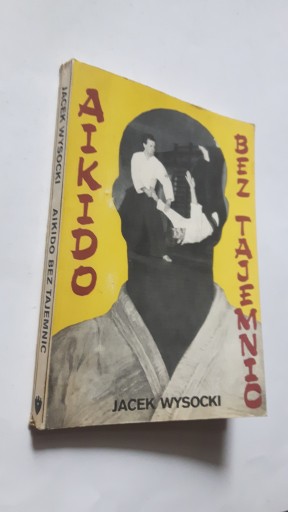 JACEK WYSOCKI AIKIDO BEZ TAJEMNIC
AIKIDO
BEZ TAJEMNIC
JACEK WYSOCKI